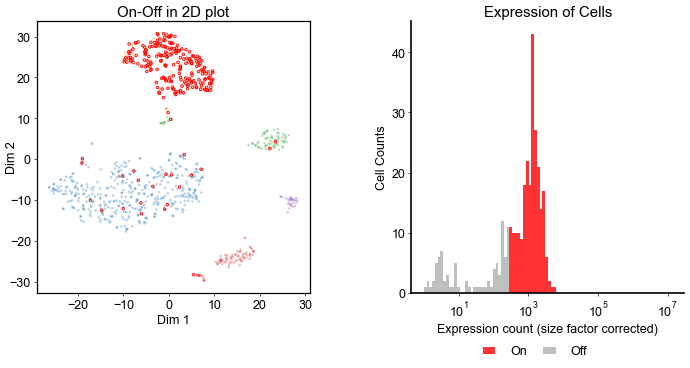 On-Off in 2D plot
Dim 2
30
20
10
0
−10
−20
−30
−20
−10
0
10
20
30
Dim 1
Expression of Cells
Cell Counts
40
30
20
10
0
10^1
10^3
10^5
10^7
Expression count (size factor corrected)
On
Off